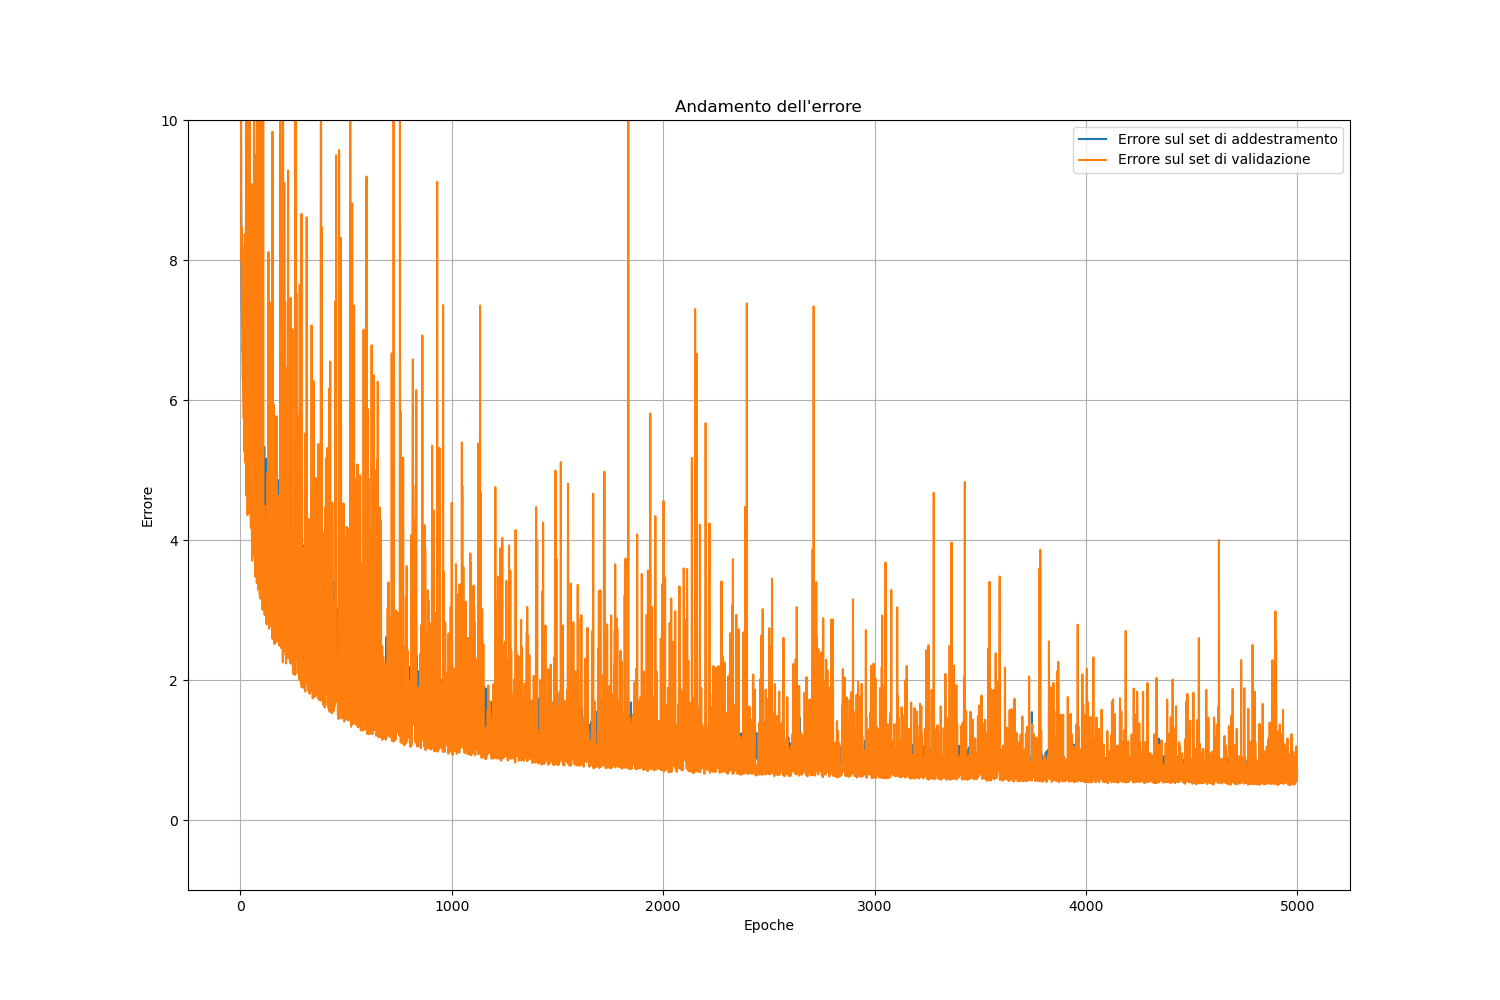 Andamento dell'errore
Errore sul set di addestramento
Errore sul set di validazione
10
8
6
4
2
0
Errore
0 1000 2000 3000 4000 5000
Epoche